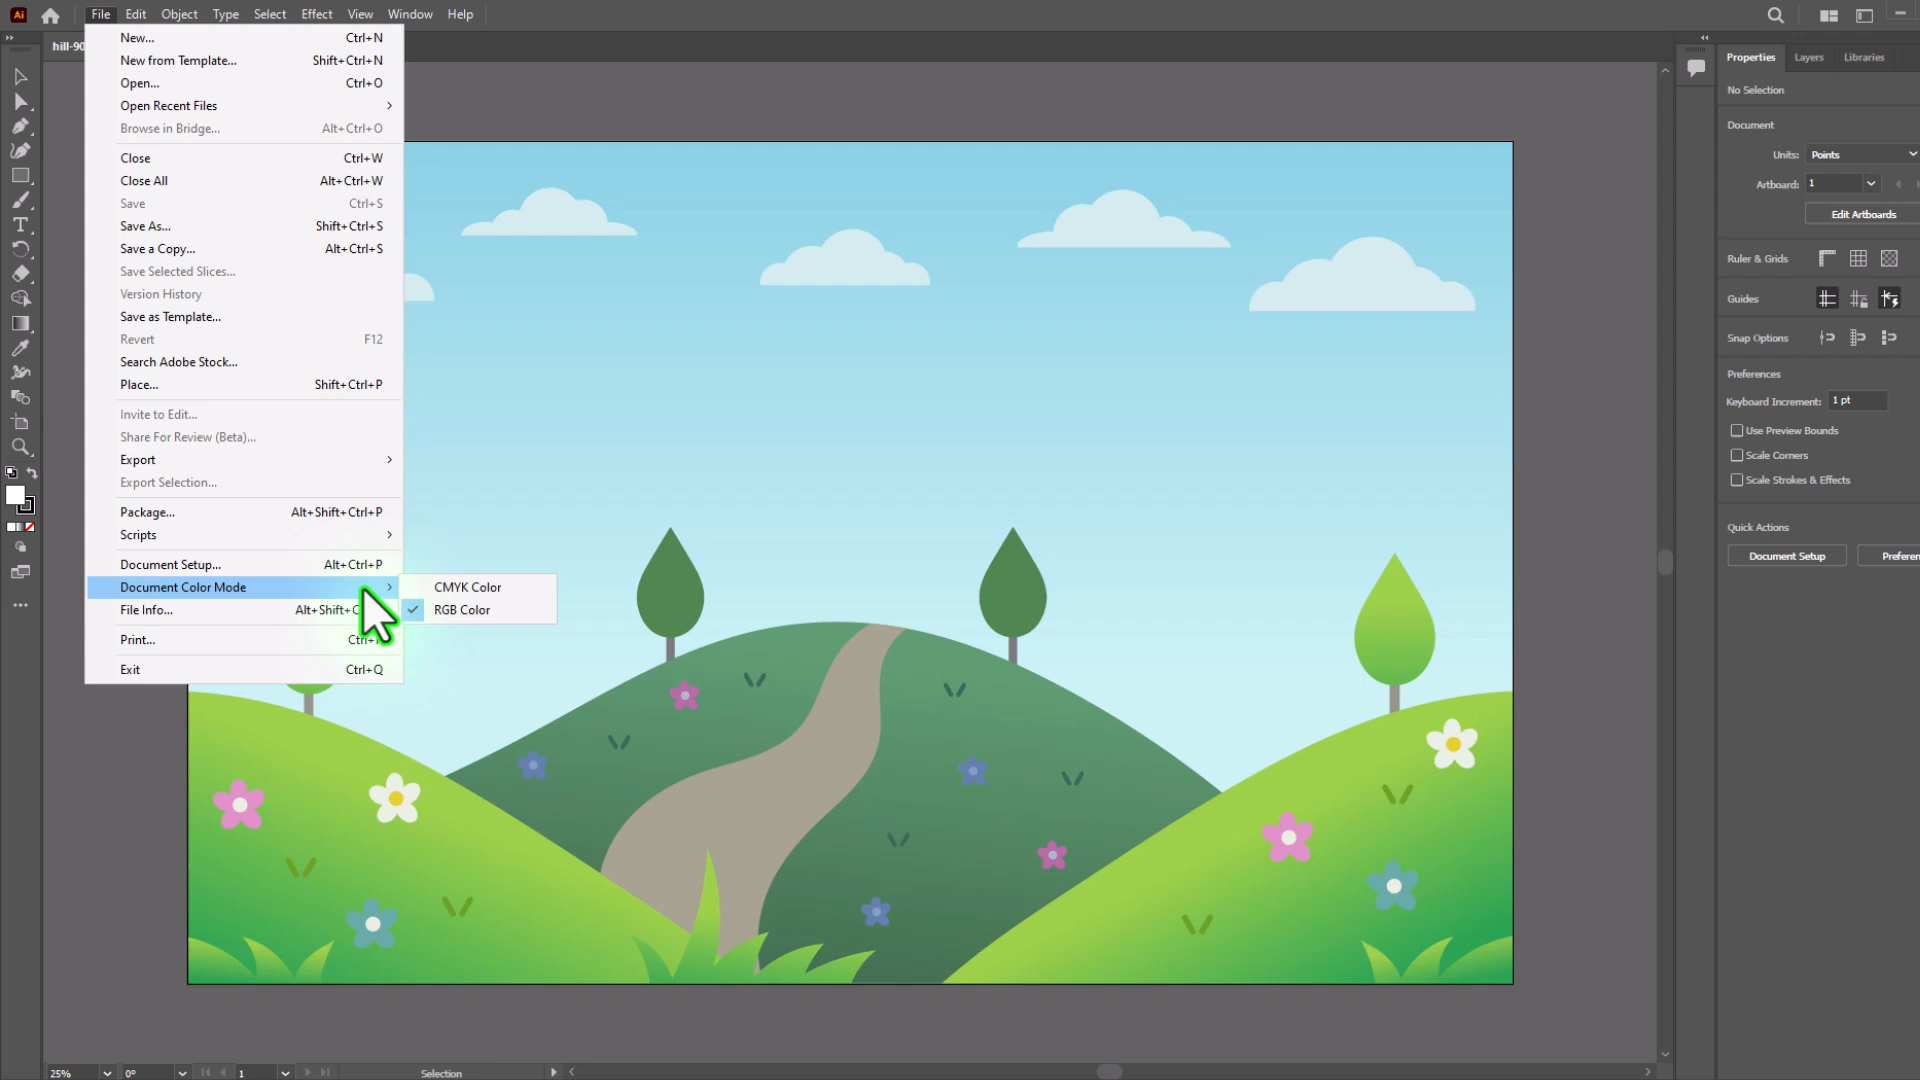 Ai File Edit Object Type Select Effect View Window Help
hill-90
New... Ctrl+N
New from Template... Shift+Ctrl+N
Open... Ctrl+O
Open Recent Files
Browse in Bridge... Alt+Ctrl+O
Close Ctrl+W
Close All Alt+Ctrl+W
Save Ctrl+S
Save As... Shift+Ctrl+S
Save a Copy... Alt+Ctrl+S
Save Selected Slices...
Version History
Save as Template...
Revert F12
Search Adobe Stock...
Place... Shift+Ctrl+P
Invite to Edit...
Share For Review (Beta)...
Export
Export Selection...
Package... Alt+Shift+Ctrl+P
Scripts
Document Setup... Alt+Ctrl+P
Document Color Mode
File Info...
Print...
Exit Ctrl+Q
CMYK Color
RGB Color
Properties Layers Libraries
No Selection
Document
Units: Points
Artboard: 1
Edit Artboards
Ruler & Grids
Guides
Snap Options
Preferences
Keyboard Increment: 1 pt
Use Preview Bounds
Scale Corners
Scale Strokes & Effects
Quick Actions
Document Setup Preferen
25% 0° 1 Selection